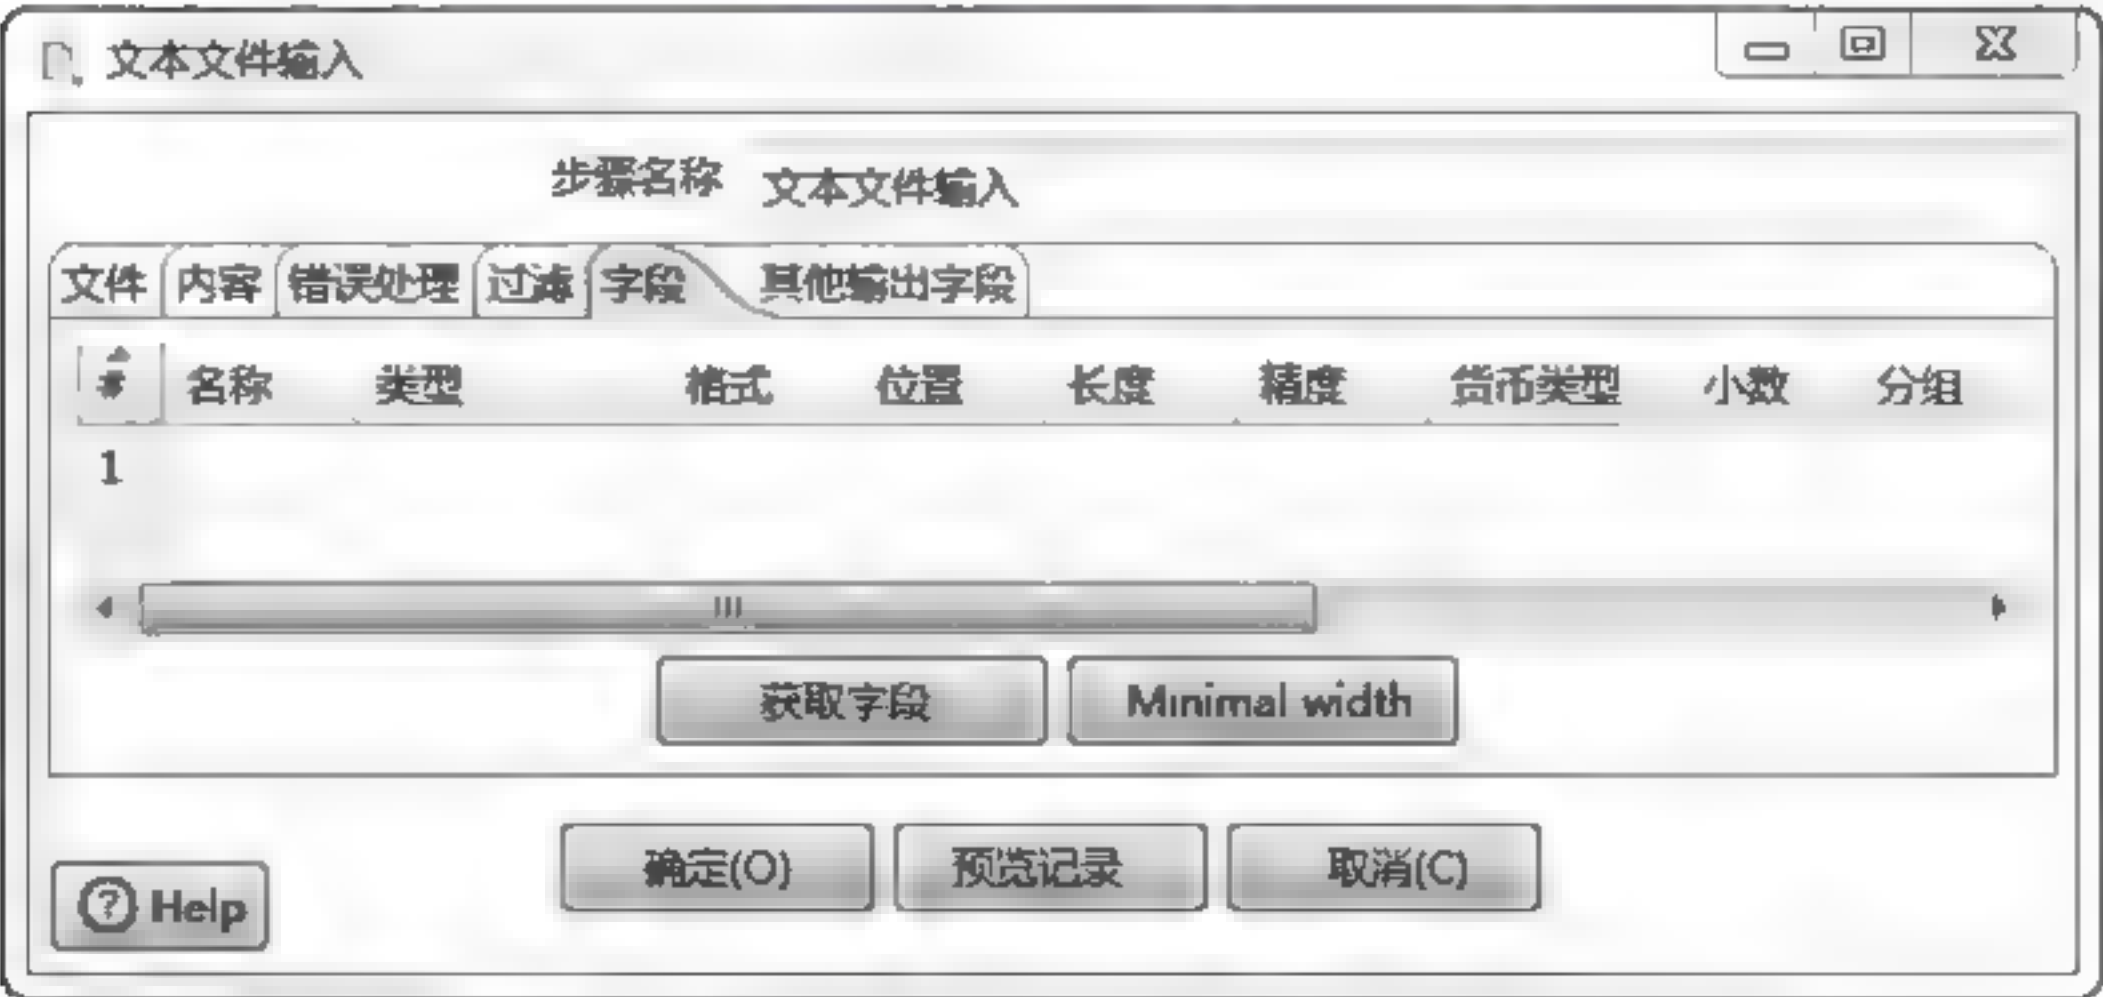 文本文件输入
步骤名称 文本文件输入
文件 内容 错误处理 过滤 字段 其他输出字段
# 名称 类型 格式 位置 长度 精度 货币类型 小数 分组
1
获取字段 Minimal width
确定(O) 预览记录 取消(C)
Help